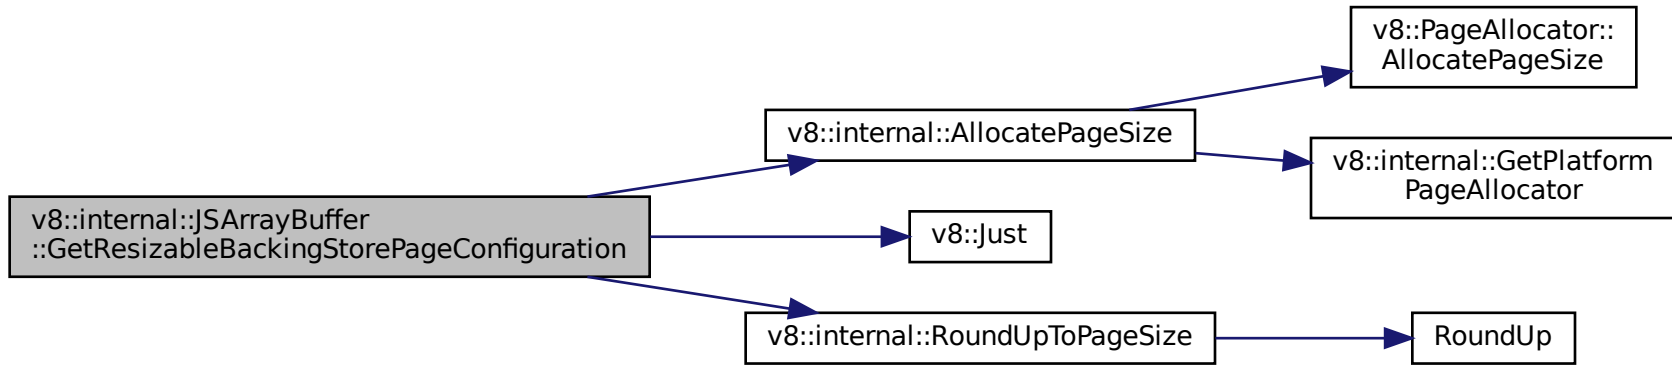 v8::PageAllocator::
AllocatePageSize
v8::internal::AllocatePageSize
v8::internal::GetPlatform
PageAllocator
v8::internal::JSArrayBuffer
::GetResizableBackingStorePageConfiguration
v8::Just
v8::internal::RoundUpToPageSize
RoundUp